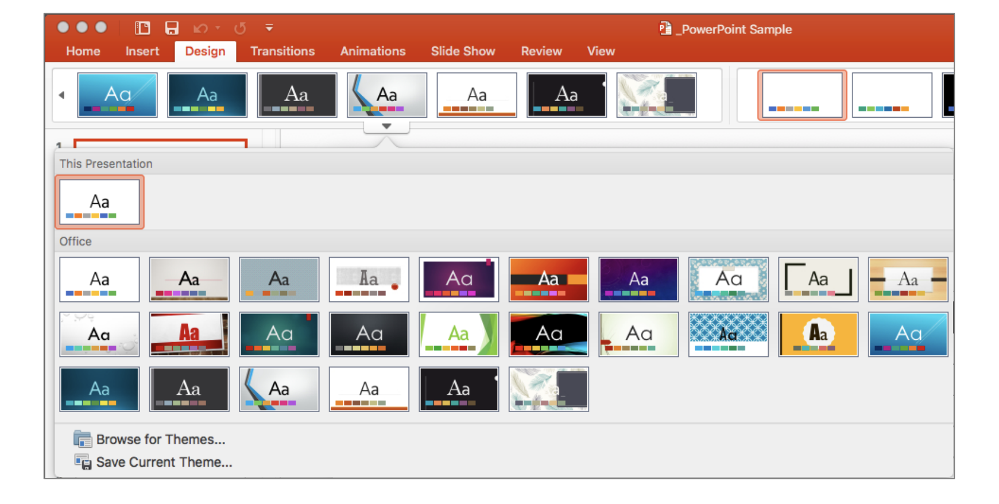 _PowerPoint Sample
Home Insert Design Transitions Animations Slide Show Review View
Aa Aa Aa Aa Aa Aa a_
1
This Presentation
Aa
Office
Aa Aa Aa Aa Aa Aa Aa Aa Aa Aa
Aa Aa Aa Aa Aa Aa Aa Aa Aa Aa
Aa Aa Aa Aa Aa a_
Browse for Themes...
Save Current Theme...